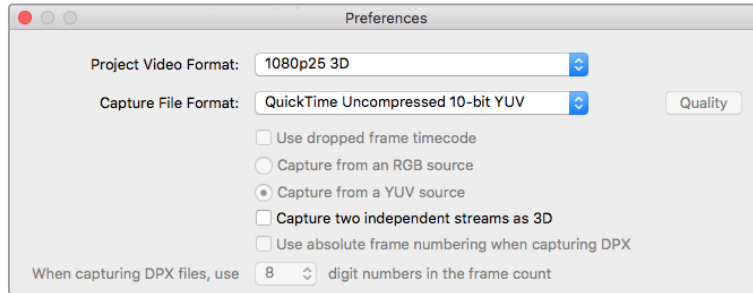 Preferences
Project Video Format: 1080p25 3D
Capture File Format: QuickTime Uncompressed 10-bit YUV Quality
Use dropped frame timecode
Capture from an RGB source
Capture from a YUV source
Capture two independent streams as 3D
Use absolute frame numbering when capturing DPX
When capturing DPX files, use 8 digit numbers in the frame count